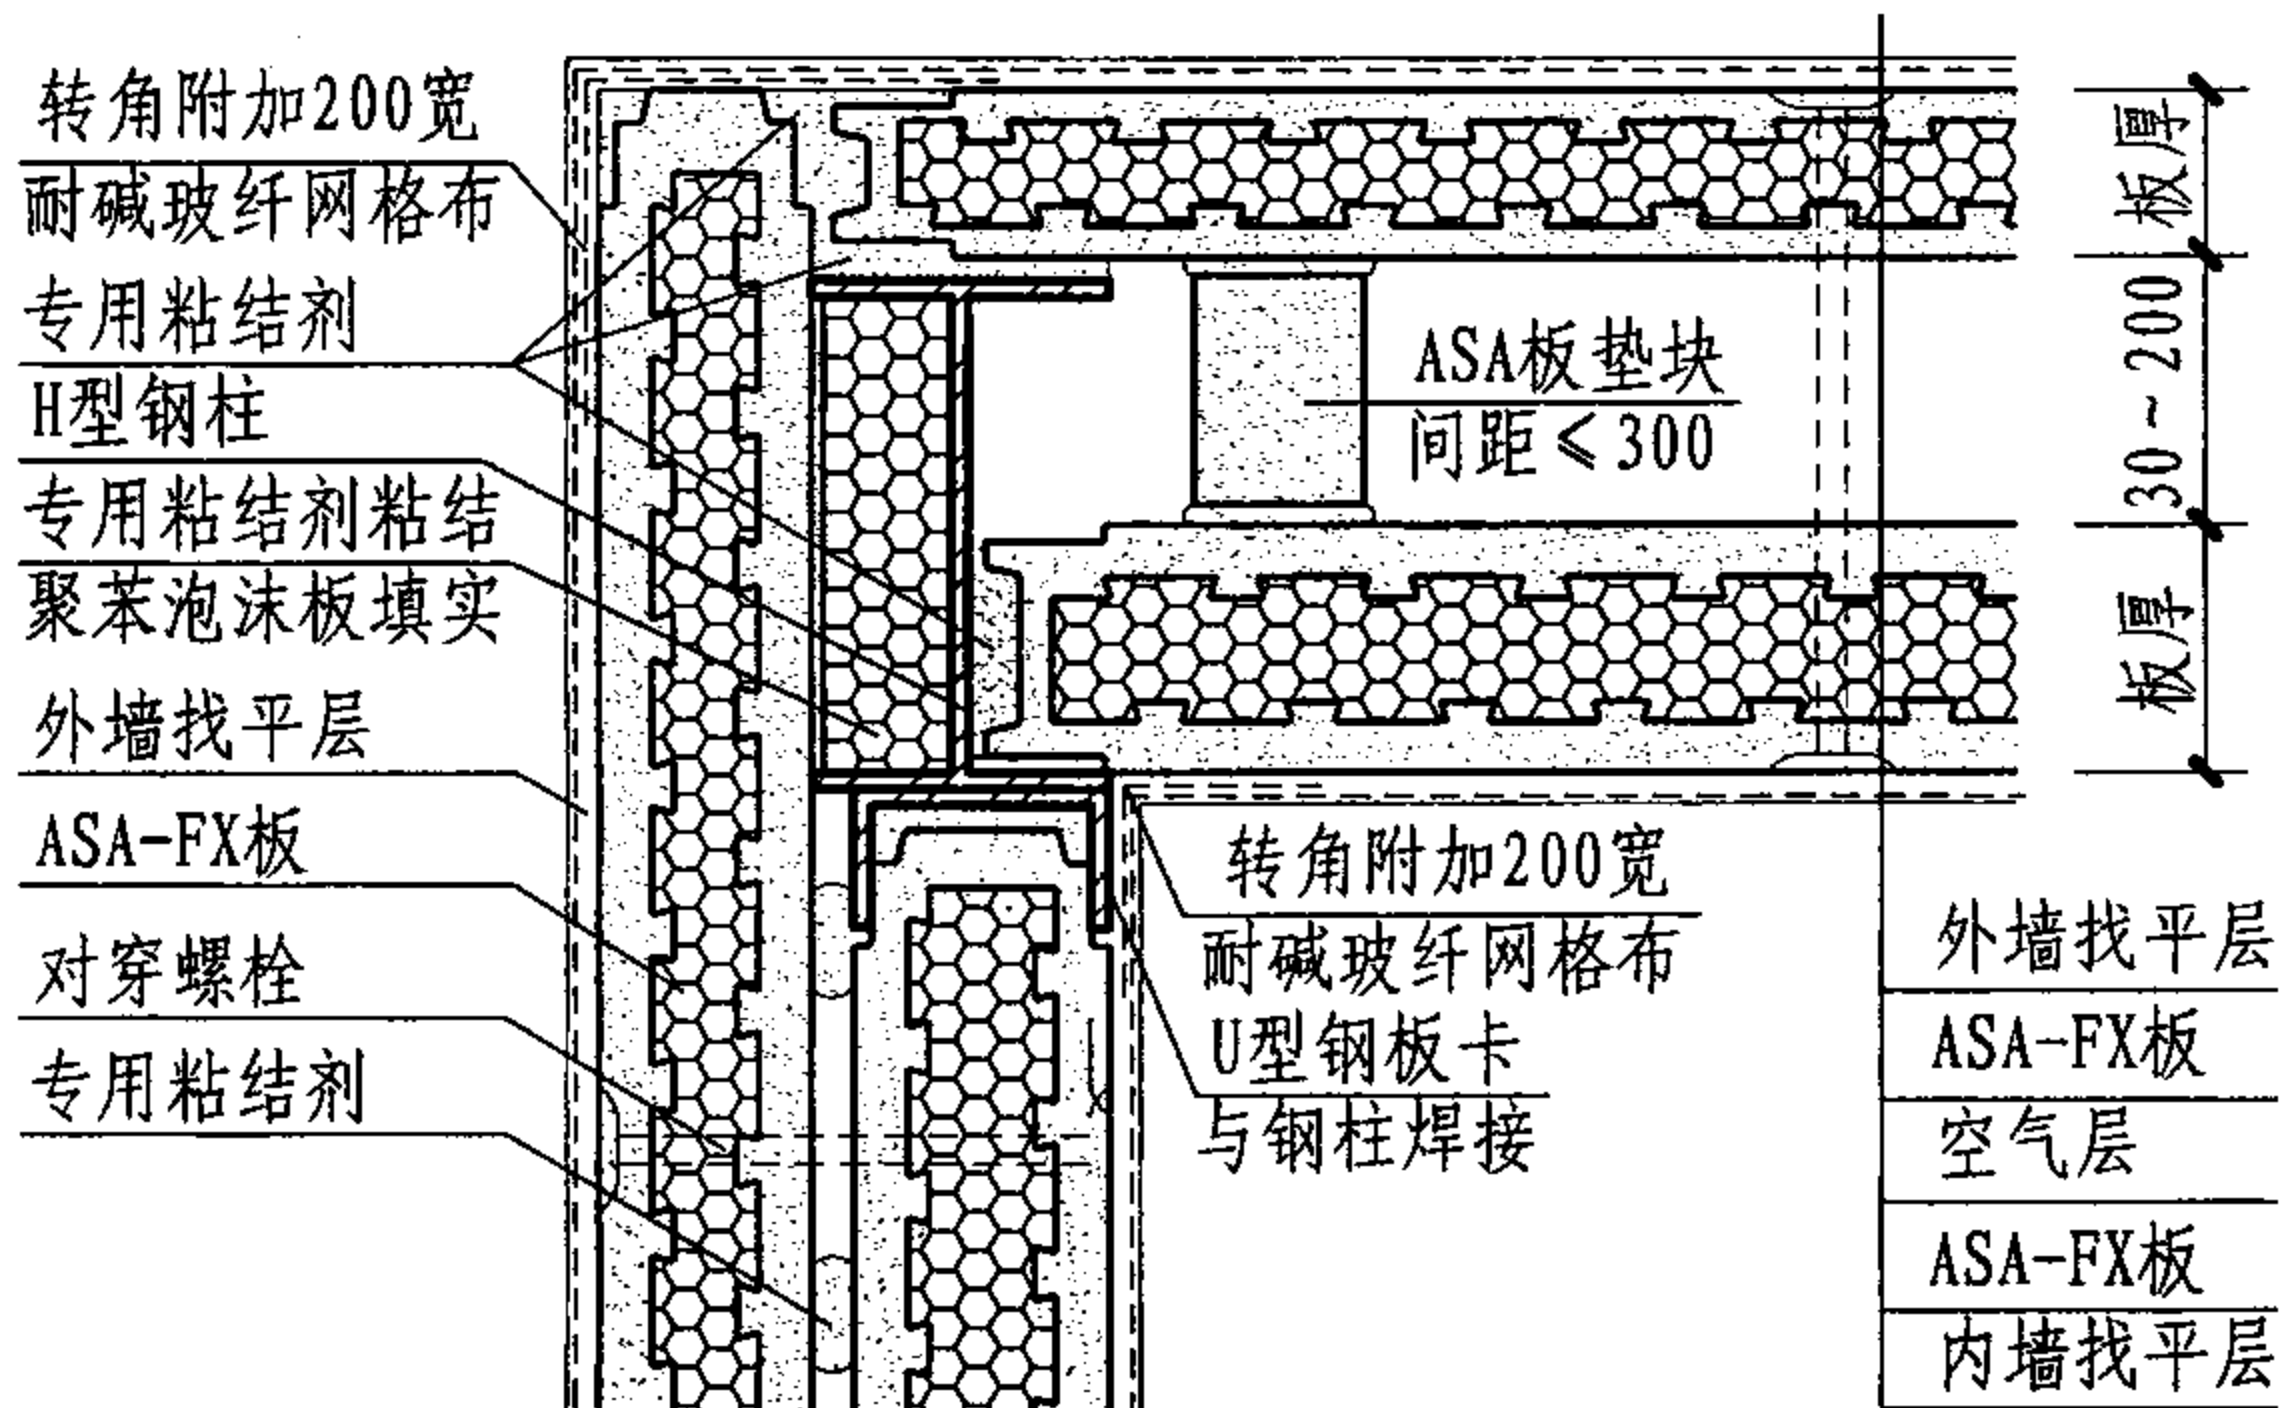 转角附加200宽
耐碱玻纤网格布
专用粘结剂
H型钢柱
专用粘结剂粘结
聚苯泡沫板填实
外墙找平层
ASA-FX板
对穿螺栓
专用粘结剂
ASA板垫块
间距≤300
转角附加200宽
耐碱玻纤网格布
U型钢板卡
与钢柱焊接
板厚
30~200
板厚
外墙找平层
ASA-FX板
空气层
ASA-FX板
内墙找平层